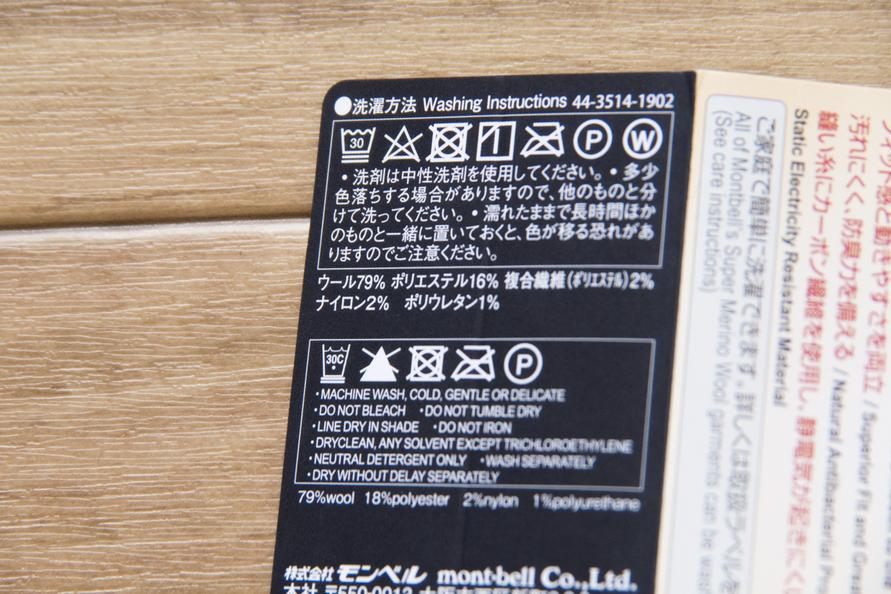 ●洗濯方法 Washing Instructions 44-3514-1902
30 P W
・洗剤は中性洗剤を使用してください。・多少
色落ちする場合がありますので、他のものと分
けて洗ってください。・濡れたままで長時間ほか
のものと一緒に置いておくと、色が移る恐れがあ
りますのでご注意ください。
ウール79% ポリエステル16% 複合繊維(ポリエステル)2%
ナイロン2% ポリウレタン1%
30C P
・MACHINE WASH, COLD, GENTLE OR DELICATE
・DO NOT BLEACH ・DO NOT TUMBLE DRY
・LINE DRY IN SHADE ・DO NOT IRON
・DRYCLEAN, ANY SOLVENT EXCEPT TRICHLOROETHYLENE
・NEUTRAL DETERGENT ONLY ・WASH SEPARATELY
・DRY WITHOUT DELAY SEPARATELY
79%wool 18%polyester 2%nylon 1%polyurethane
株式会社 モンベル mont-bell Co.,Ltd.
本社 〒550-0013
動きやすさを両立 / Superior Fit and
汚れにくく、防臭力を備える / Natural Antibacterial
縫い糸にカーボン繊維を使用し、静電気が起きにくい
Static Electricity Resistant Material
ご家庭で簡単に洗濯できます。詳しくは取扱ラベルを
All of Montbell's Super Merino Wool garments can be
(See care instructions)